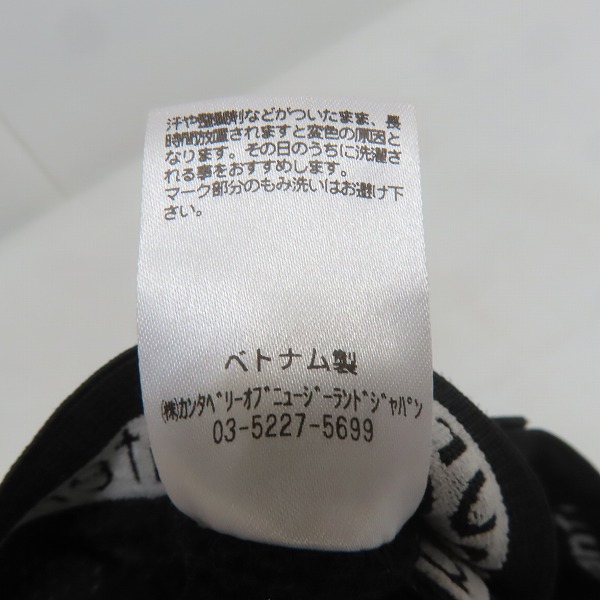 汗や整髪剤などがついたまま、長
時間放置されますと変色の原因と
なります。その日のうちに洗濯さ
れる事をおすすめします。
マーク部分のもみ洗いはお避け下
さい。
ベトナム製
(株)カンタベリーオブニュージーランドジャパン
03-5227-5699